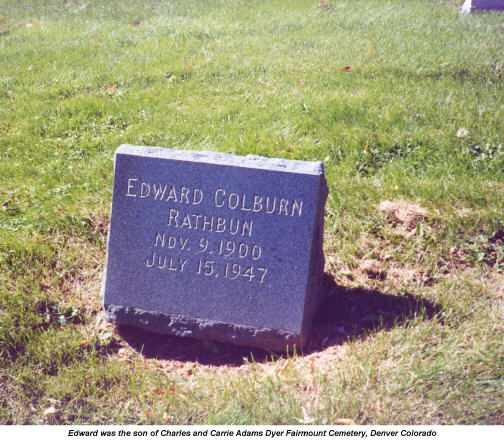 EDWARD COLBURN
RATHBUN
NOV. 9, 1900
JULY 15, 1947
Edward was the son of Charles and Carrie Adams Dyer Fairmount Cemetery, Denver Colorado